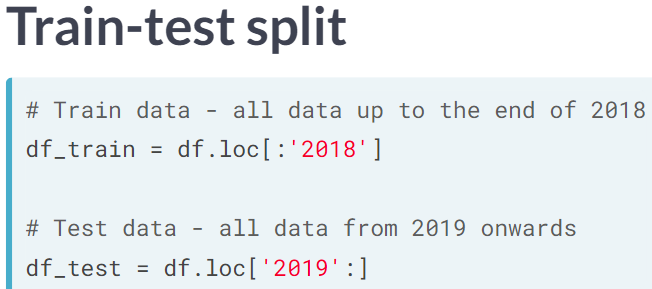 Train-test split
# Train data - all data up to the end of 2018
df_train = df.loc[:'2018']
# Test data - all data from 2019 onwards
df_test = df.loc['2019':]